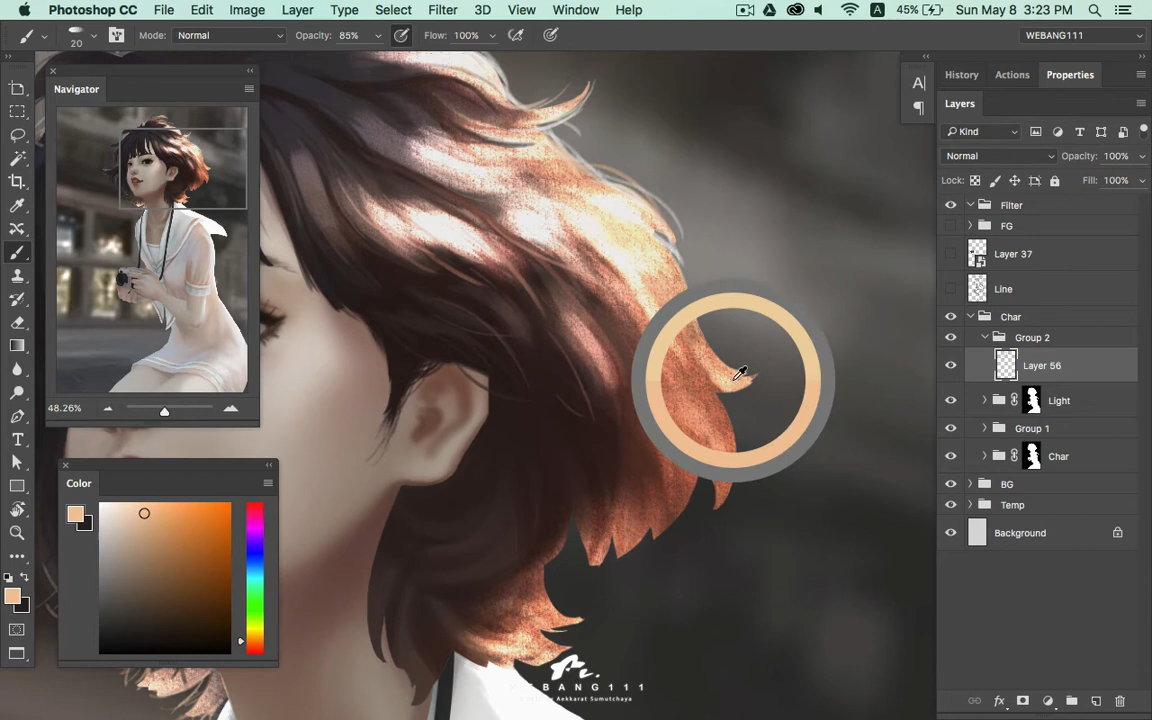 Photoshop CC File Edit Image Layer Type Select Filter 3D View Window Help A 45% Sun May 8 3:23 PM
20 Mode: Normal Opacity: 85% Flow: 100% WEBANG111
Navigator
48.26%
Color
History Actions Properties
Layers
Kind
Normal Opacity: 100%
Lock: Fill: 100%
Filter
FG
Layer 37
Line
Char
Group 2
Layer 56
Light
Group 1
Char
BG
Temp
Background
EBANG111
Aekkarat Sumutchaya